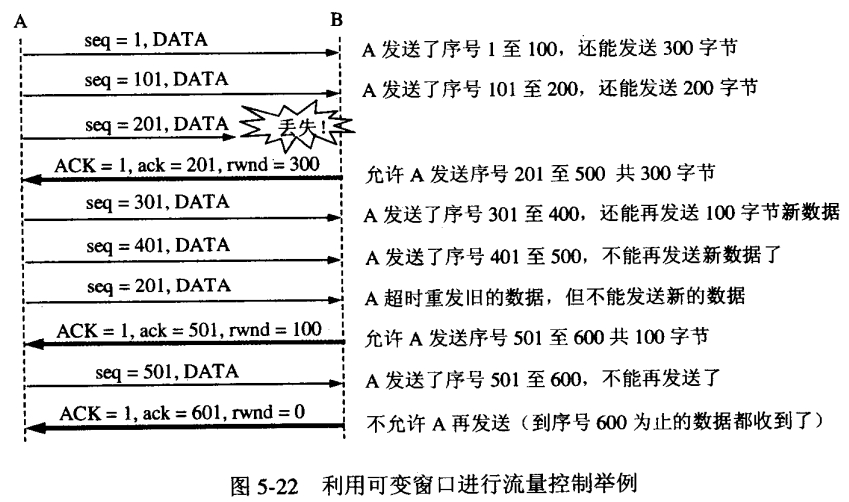 A B
seq = 1, DATA A 发送了序号 1 至 100，还能发送 300 字节
seq = 101, DATA A 发送了序号 101 至 200，还能发送 200 字节
seq = 201, DATA 丢失！
ACK = 1, ack = 201, rwnd = 300 允许 A 发送序号 201 至 500 共 300 字节
seq = 301, DATA A 发送了序号 301 至 400，还能再发送 100 字节新数据
seq = 401, DATA A 发送了序号 401 至 500，不能再发送新数据了
seq = 201, DATA A 超时重发旧的数据，但不能发送新的数据
ACK = 1, ack = 501, rwnd = 100 允许 A 发送序号 501 至 600 共 100 字节
seq = 501, DATA A 发送了序号 501 至 600，不能再发送了
ACK = 1, ack = 601, rwnd = 0 不允许 A 再发送（到序号 600 为止的数据都收到了）
图 5-22 利用可变窗口进行流量控制举例